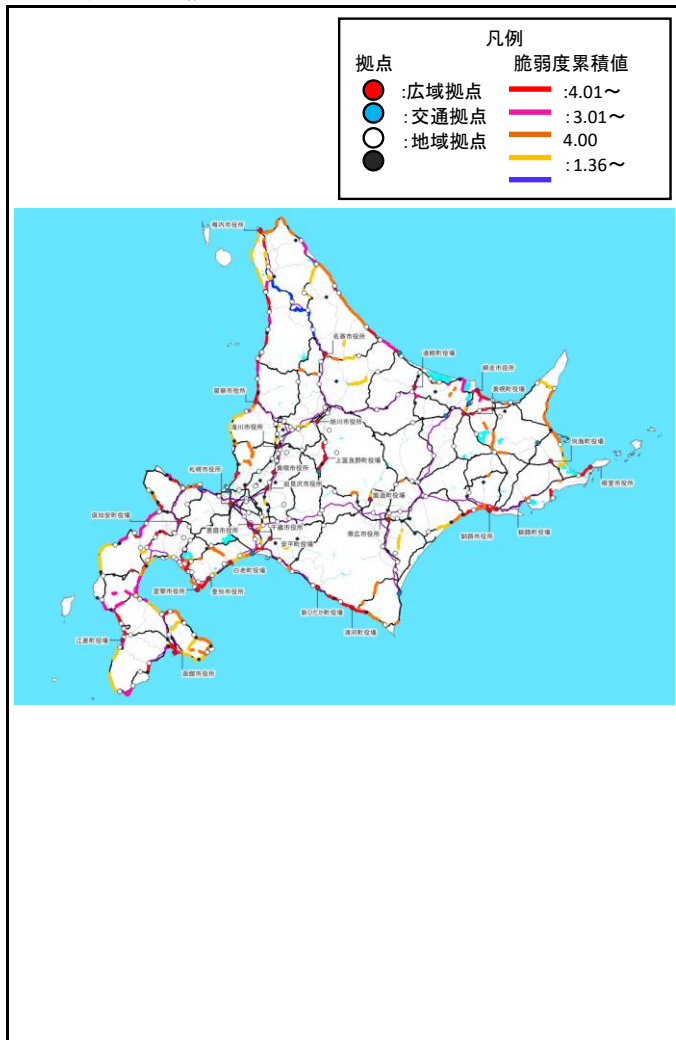 凡例
拠点
脆弱度累積値
:広域拠点
:4.01～
:交通拠点
:3.01～
:地域拠点
4.00
:1.36～
稚内市役所
名寄市役所
遠軽町役場
網走市役所
美幌町役場
留萌市役所
旭川市役所
滝川市役所
別海町役場
札幌市役所
美唄市役所
上富良野町役場
根室市役所
岩見沢市役所
倶知安町役場
恵庭市役所
千歳市役所
帯広市役所
安平町役場
釧路市役所
釧路町役場
白老町役場
室蘭市役所
登別市役所
新ひだか町役場
浦河町役場
江差町役場
函館市役所